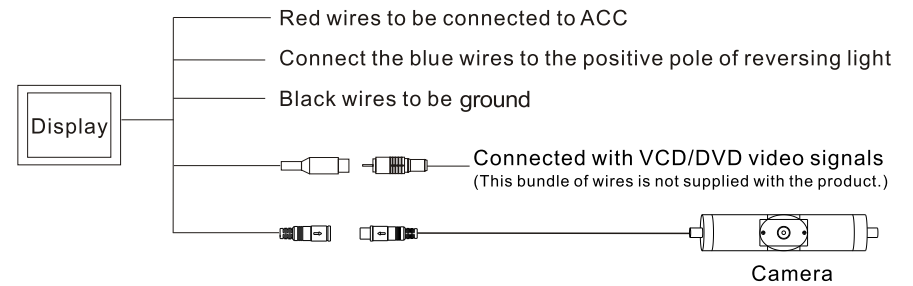 Red wires to be connected to ACC
Connect the blue wires to the positive pole of reversing light
Black wires to be ground
Display
Connected with VCD/DVD video signals
(This bundle of wires is not supplied with the product.)
Camera